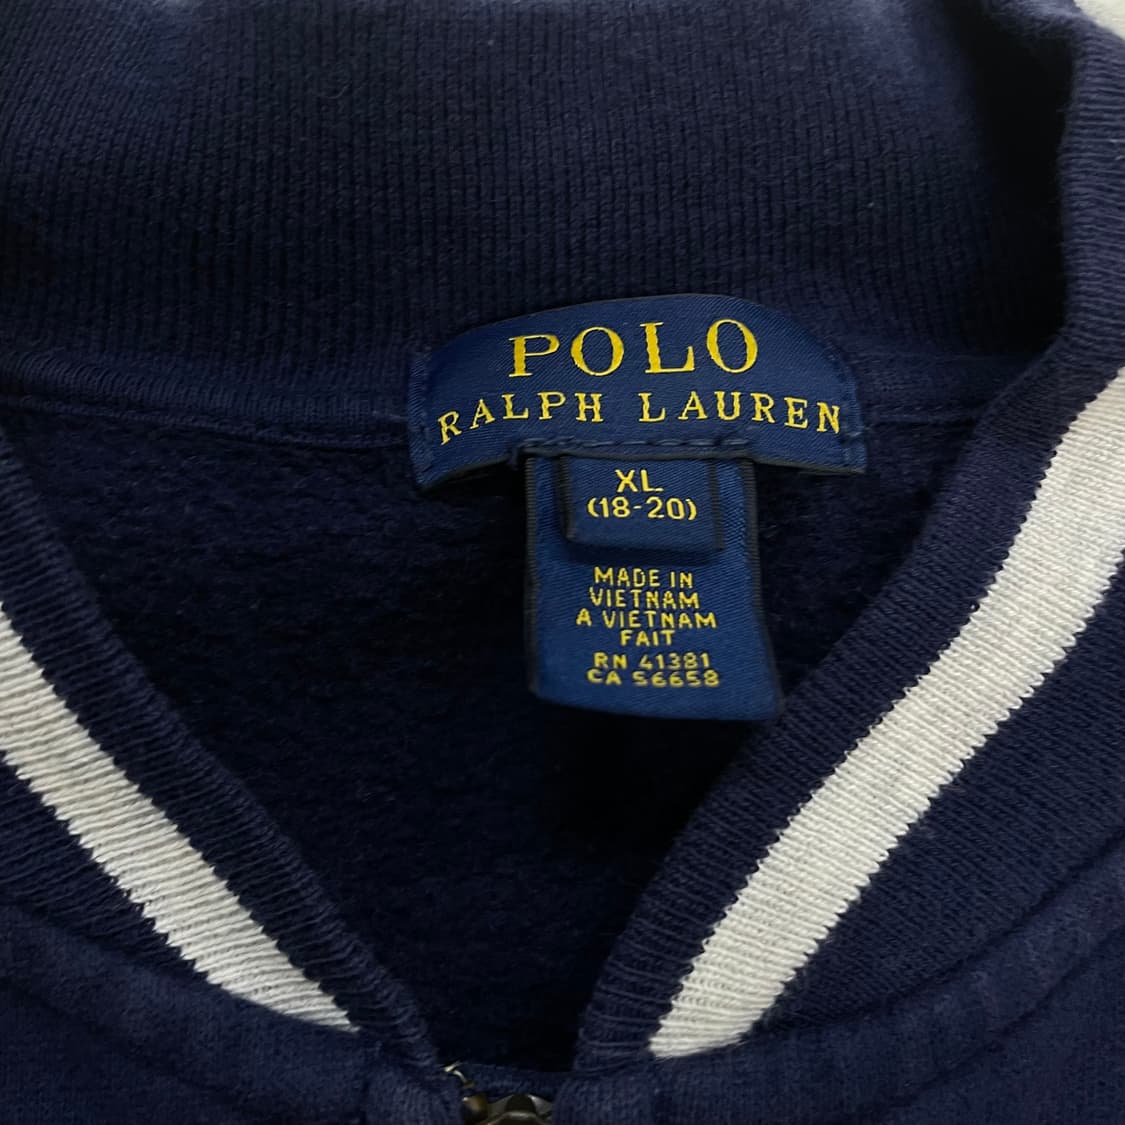 POLO
RALPH LAUREN
XL
(18-20)
MADE IN
VIETNAM
A VIETNAM
FAIT
RN 41381
CA 56658